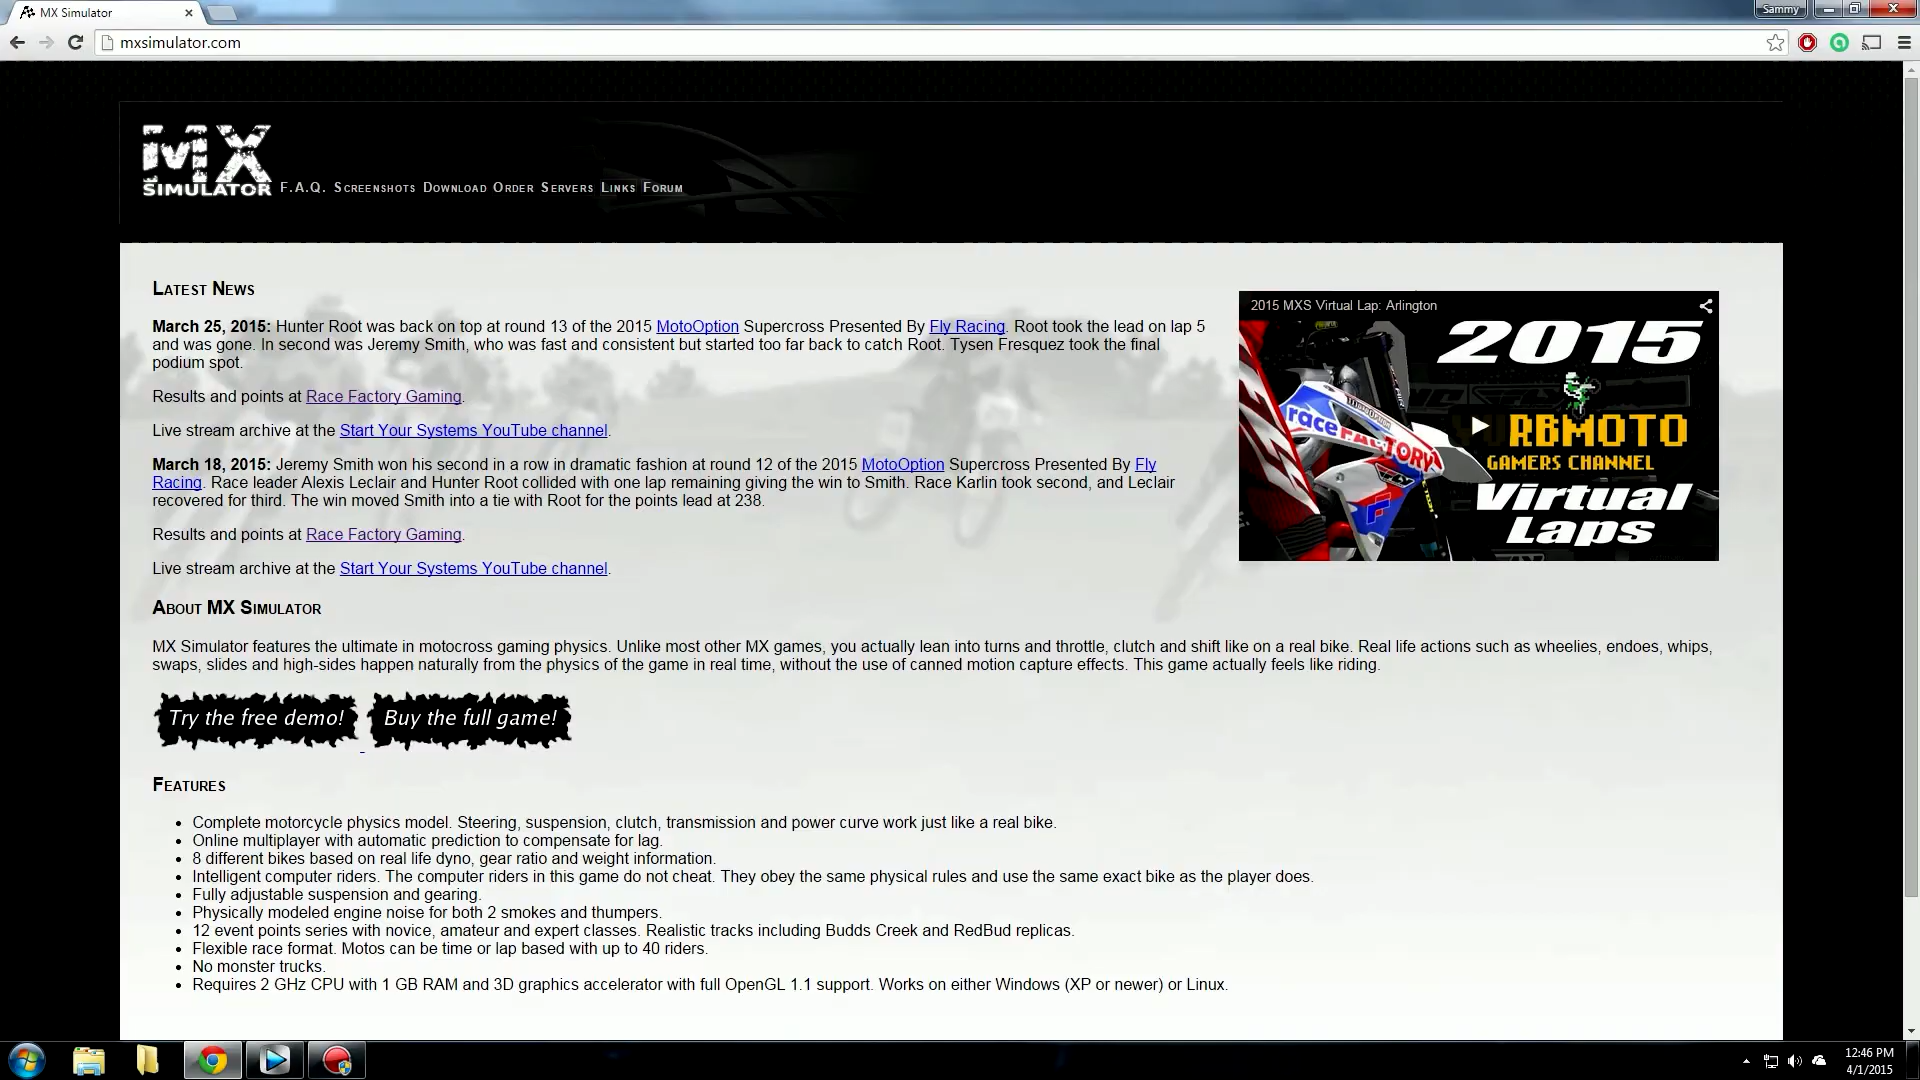 MX Simulator
Sammy
mxsimulator.com
MX
SIMULATOR
F.A.Q. Screenshots Download Order Servers Links Forum
Latest News
March 25, 2015: Hunter Root was back on top at round 13 of the 2015 MotoOption Supercross Presented By Fly Racing. Root took the lead on lap 5
and was gone. In second was Jeremy Smith, who was fast and consistent but started too far back to catch Root. Tysen Fresquez took the final
podium spot.
Results and points at Race Factory Gaming.
Live stream archive at the Start Your Systems YouTube channel.
March 18, 2015: Jeremy Smith won his second in a row in dramatic fashion at round 12 of the 2015 MotoOption Supercross Presented By Fly
Racing. Race leader Alexis Leclair and Hunter Root collided with one lap remaining giving the win to Smith. Race Karlin took second, and Leclair
recovered for third. The win moved Smith into a tie with Root for the points lead at 238.
Results and points at Race Factory Gaming.
Live stream archive at the Start Your Systems YouTube channel.
2015 MXS Virtual Lap: Arlington
2015
RBMOTO
GAMERS CHANNEL
Virtual
Laps
race FACTORY
FLY
F
About MX Simulator
MX Simulator features the ultimate in motocross gaming physics. Unlike most other MX games, you actually lean into turns and throttle, clutch and shift like on a real bike. Real life actions such as wheelies, endoes, whips,
swaps, slides and high-sides happen naturally from the physics of the game in real time, without the use of canned motion capture effects. This game actually feels like riding.
Try the free demo! Buy the full game!
Features
• Complete motorcycle physics model. Steering, suspension, clutch, transmission and power curve work just like a real bike.
• Online multiplayer with automatic prediction to compensate for lag.
• 8 different bikes based on real life dyno, gear ratio and weight information.
• Intelligent computer riders. The computer riders in this game do not cheat. They obey the same physical rules and use the same exact bike as the player does.
• Fully adjustable suspension and gearing.
• Physically modeled engine noise for both 2 smokes and thumpers.
• 12 event points series with novice, amateur and expert classes. Realistic tracks including Budds Creek and RedBud replicas.
• Flexible race format. Motos can be time or lap based with up to 40 riders.
• No monster trucks.
• Requires 2 GHz CPU with 1 GB RAM and 3D graphics accelerator with full OpenGL 1.1 support. Works on either Windows (XP or newer) or Linux.
12:46 PM
4/1/2015